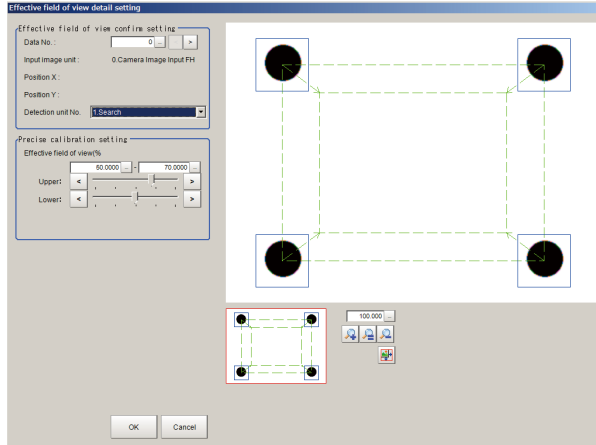 Effective field of view detail setting
Effective field of view confirm setting
Data No. : 0 ... >
Input image unit : 0.Camera Image Input FH
Position X :
Position Y :
Detection unit No. 1.Search
Precise calibration setting
Effective field of view(%
60.0000 ... - 70.0000 ...
Upper: < >
Lower: < >
100.000 ...
OK Cancel